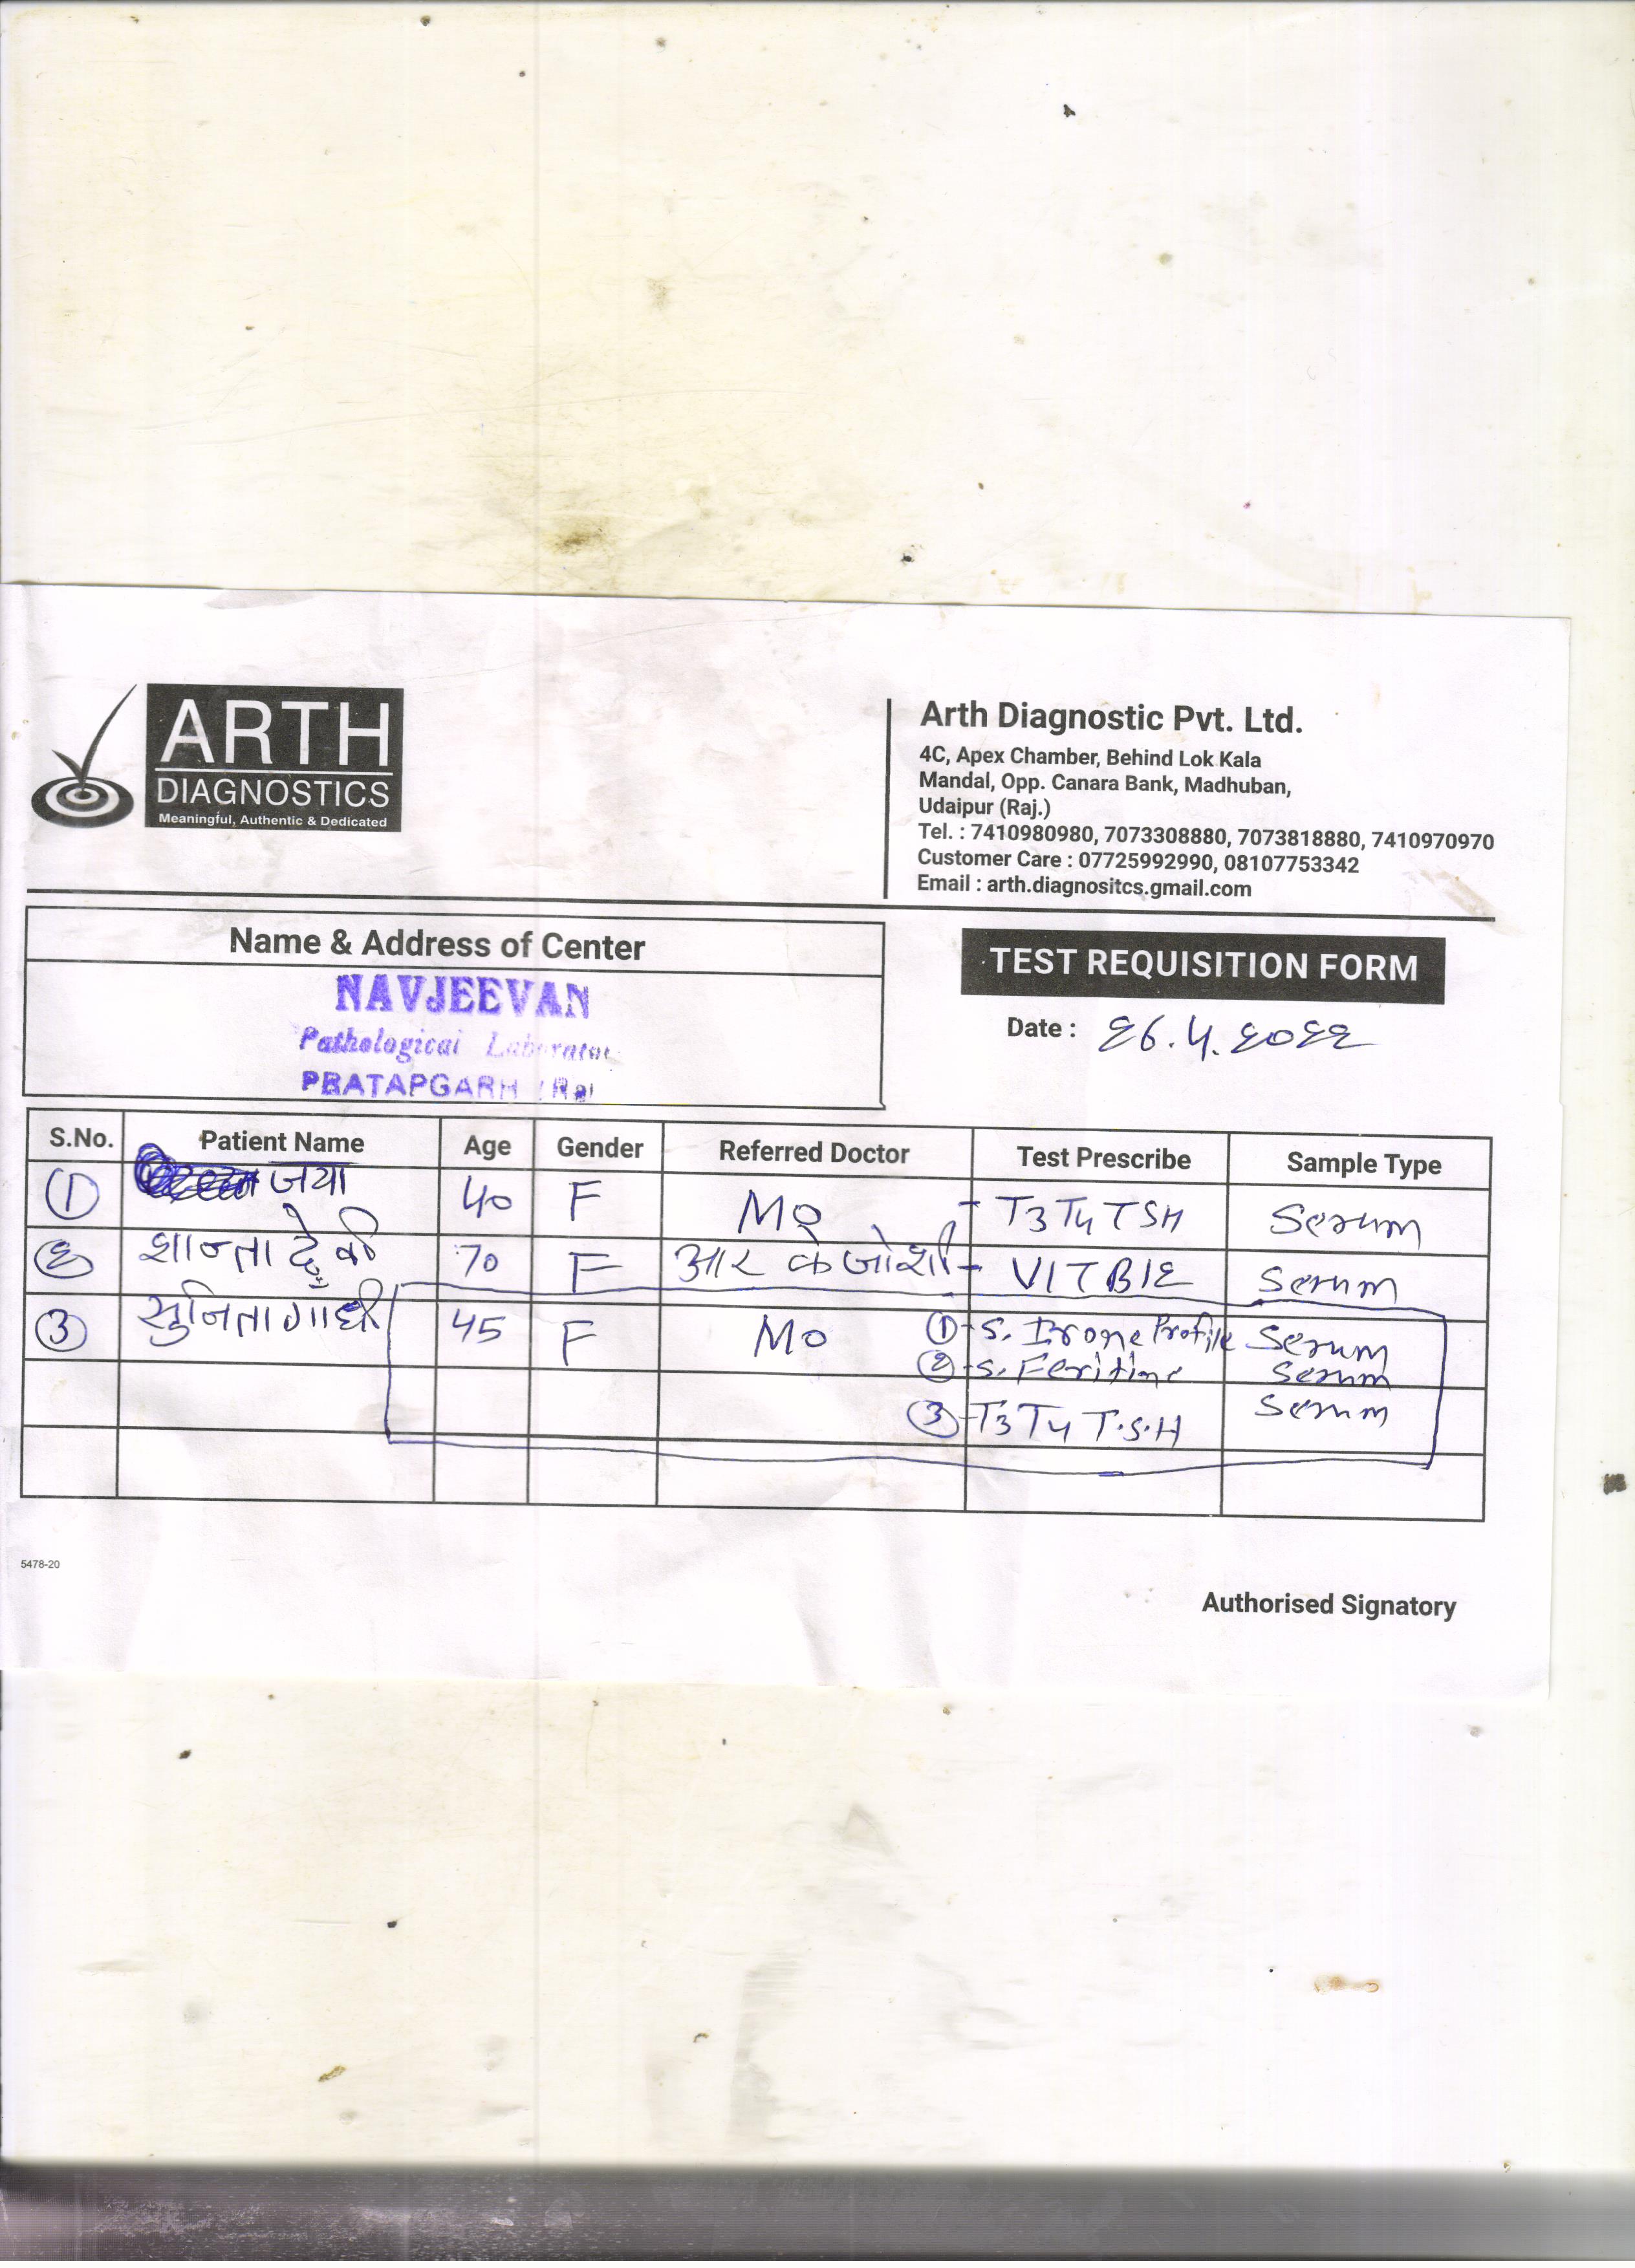 ARTH
DIAGNOSTICS
Meaningful, Authentic & Dedicated
Arth Diagnostic Pvt. Ltd.
4C, Apex Chamber, Behind Lok Kala
Mandal, Opp. Canara Bank, Madhuban,
Udaipur (Raj.)
Tel. : 7410980980, 7073308880, 7073818880, 7410970970
Customer Care : 07725992990, 08107753342
Email : arth.diagnositcs.gmail.com
Name & Address of Center
NAVJEEVAN
Pathological
PRATAPGARH (Raj
TEST REQUISITION FORM
Date : 26.4.2022
S.No. Patient Name Age Gender Referred Doctor Test Prescribe Sample Type
① जया 40 F MO - T3 T4 TSH Serum
② शान्ता देवी 70 F आर के जोशी - VIT B12 Serum
③ सुनिता गांधी 45 F MO ①-S. Irone Profile Serum
②-S. Feritine Serum
③-T3 T4 T.S.H Serum
5478-20
Authorised Signatory